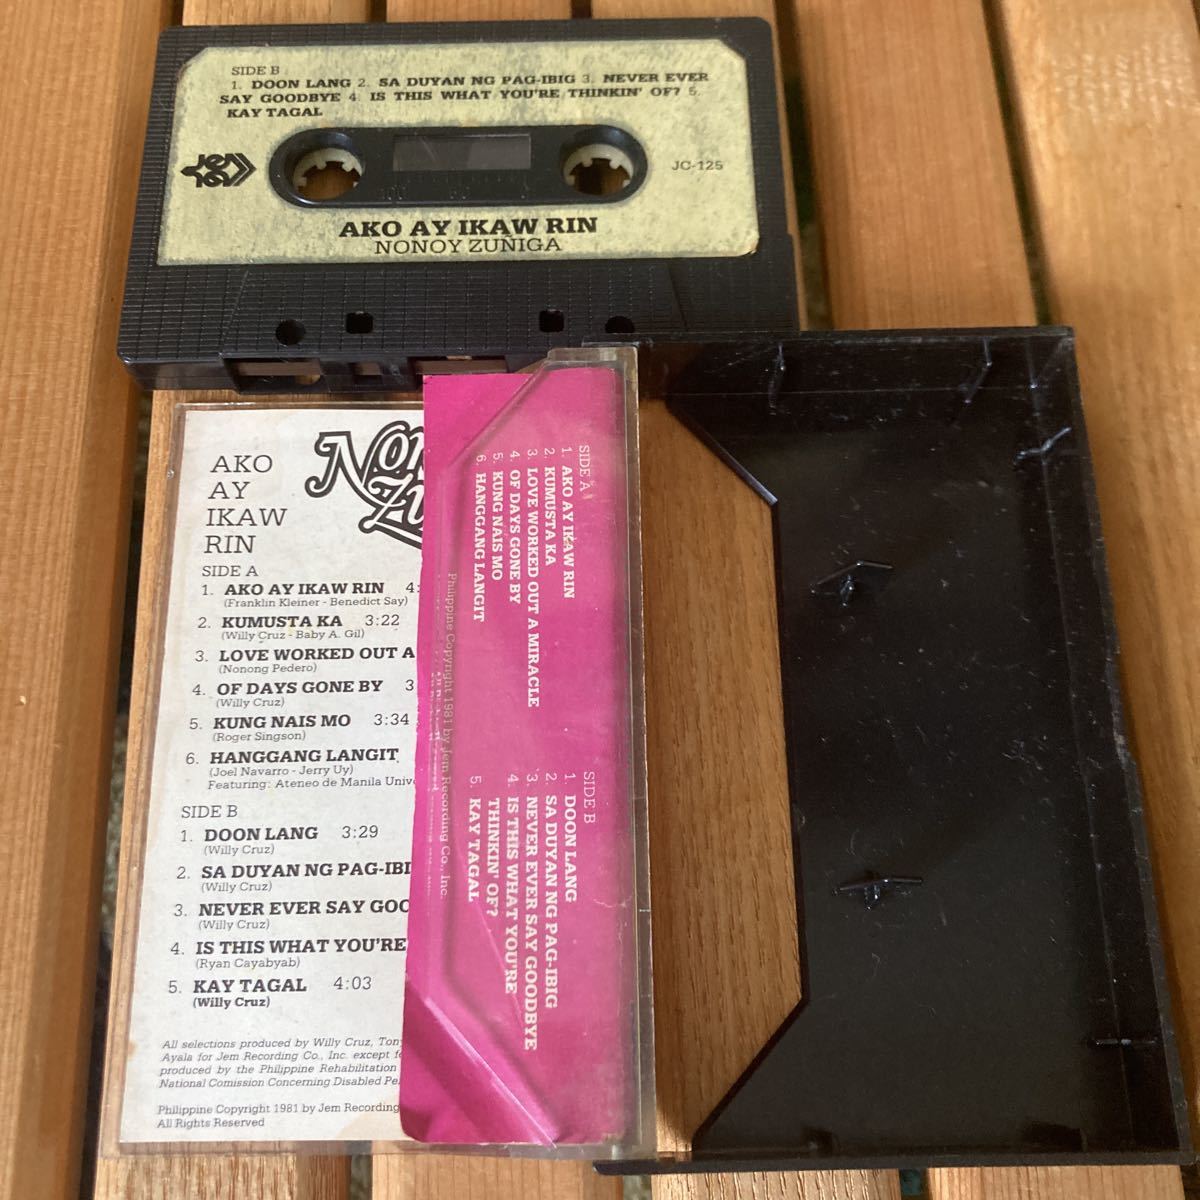 SIDE B
1. DOON LANG 2. SA DUYAN NG PAG-IBIG 3. NEVER EVER
SAY GOODBYE 4. IS THIS WHAT YOU'RE THINKIN' OF? 5.
KAY TAGAL
JC-125
AKO AY IKAW RIN
NONOY ZUÑIGA
AKO
AY
IKAW
RIN
SIDE A
1. AKO AY IKAW RIN 4:
(Franklin Kleiner - Benedict Say)
2. KUMUSTA KA 3:22
(Willy Cruz - Baby A. Gil)
3. LOVE WORKED OUT A
(Nonong Pedero)
4. OF DAYS GONE BY 3
(Willy Cruz)
5. KUNG NAIS MO 3:34
(Roger Singson)
6. HANGGANG LANGIT
(Joel Navarro - Jerry Uy)
Featuring: Ateneo de Manila
SIDE B
1. DOON LANG 3:29
(Willy Cruz)
2. SA DUYAN NG
(Willy Cruz)
3. NEVER EVER SAY
(Willy Cruz)
4. IS THIS WHAT YOU'RE
(Ryan Cayabyab)
5. KAY TAGAL 4:03
(Willy Cruz)
All selections produced by Willy Cruz,
Ayala for Jem Recording Co., Inc. except
produced by the Philippine Rehabilitation
National Comission Concerning Disabled
Philippine Copyright 1981 by Jem Recording
All Rights Reserved
SIDE A
1. AKO AY IKAW RIN
2. KUMUSTA KA
3. LOVE WORKED OUT A MIRACLE
4. OF DAYS GONE BY
5. KUNG NAIS MO
6. HANGGANG LANGIT
SIDE B
1 DOON LANG
2. SA DUYAN NG PAG-IBIG
3. NEVER EVER SAY GOODBYE
4. IS THIS WHAT YOU'RE
THINKIN' OF?
5. KAY TAGAL
Philippine Copyright 1981 by Jem Recording Co., Inc.